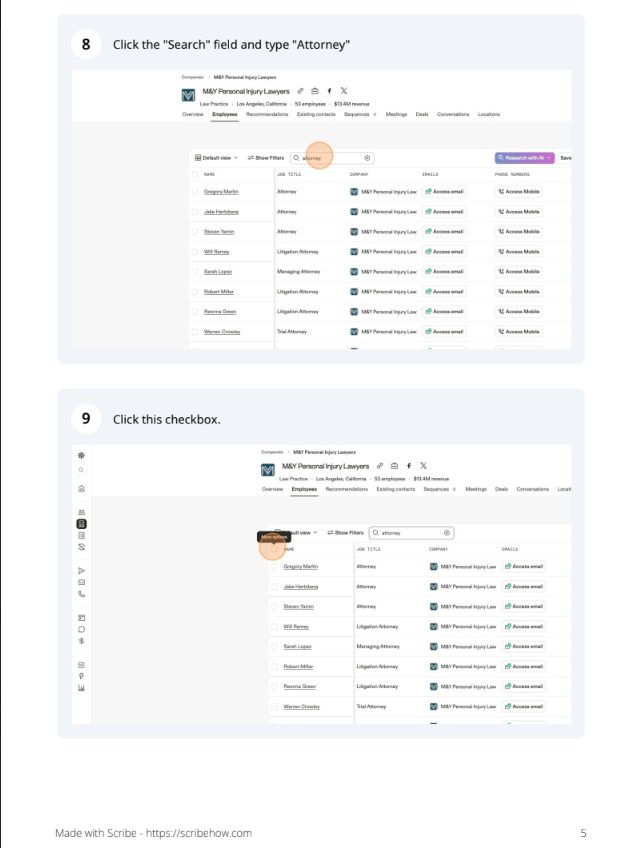 8 Click the "Search" field and type "Attorney"
Companies › M&Y Personal Injury Lawyers
M&Y Personal Injury Lawyers
Law Practice · Los Angeles, California · 53 employees · $13.4M revenue
Overview Employees Recommendations Existing contacts Sequences Meetings Deals Conversations Locations
Default view Show Filters attorney Research with AI Save
NAME JOB TITLE COMPANY EMAILS PHONE NUMBERS
Gregory Martin Attorney M&Y Personal Injury Law Access email Access Mobile
Jake Hertzberg Attorney M&Y Personal Injury Law Access email Access Mobile
Steven Yamin Attorney M&Y Personal Injury Law Access email Access Mobile
Will Ramey Litigation Attorney M&Y Personal Injury Law Access email Access Mobile
Sarah Lopez Managing Attorney M&Y Personal Injury Law Access email Access Mobile
Robert Miller Litigation Attorney M&Y Personal Injury Law Access email Access Mobile
Reonna Green Litigation Attorney M&Y Personal Injury Law Access email Access Mobile
Warren Crowley Trial Attorney M&Y Personal Injury Law Access email Access Mobile
9 Click this checkbox.
Companies › M&Y Personal Injury Lawyers
M&Y Personal Injury Lawyers
Law Practice · Los Angeles, California · 53 employees · $13.4M revenue
Overview Employees Recommendations Existing contacts Sequences Meetings Deals Conversations Locati
ault view Show Filters attorney
More options
NAME JOB TITLE COMPANY EMAILS
Gregory Martin Attorney M&Y Personal Injury Law Access email
Jake Hertzberg Attorney M&Y Personal Injury Law Access email
Steven Yamin Attorney M&Y Personal Injury Law Access email
Will Ramey Litigation Attorney M&Y Personal Injury Law Access email
Sarah Lopez Managing Attorney M&Y Personal Injury Law Access email
Robert Miller Litigation Attorney M&Y Personal Injury Law Access email
Reonna Green Litigation Attorney M&Y Personal Injury Law Access email
Warren Crowley Trial Attorney M&Y Personal Injury Law Access email
Made with Scribe - https://scribehow.com 5